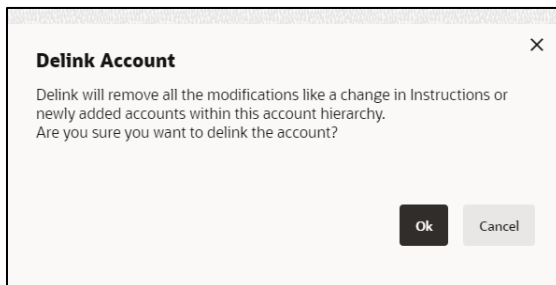 Delink Account
Delink will remove all the modifications like a change in Instructions or
newly added accounts within this account hierarchy.
Are you sure you want to delink the account?
Ok Cancel